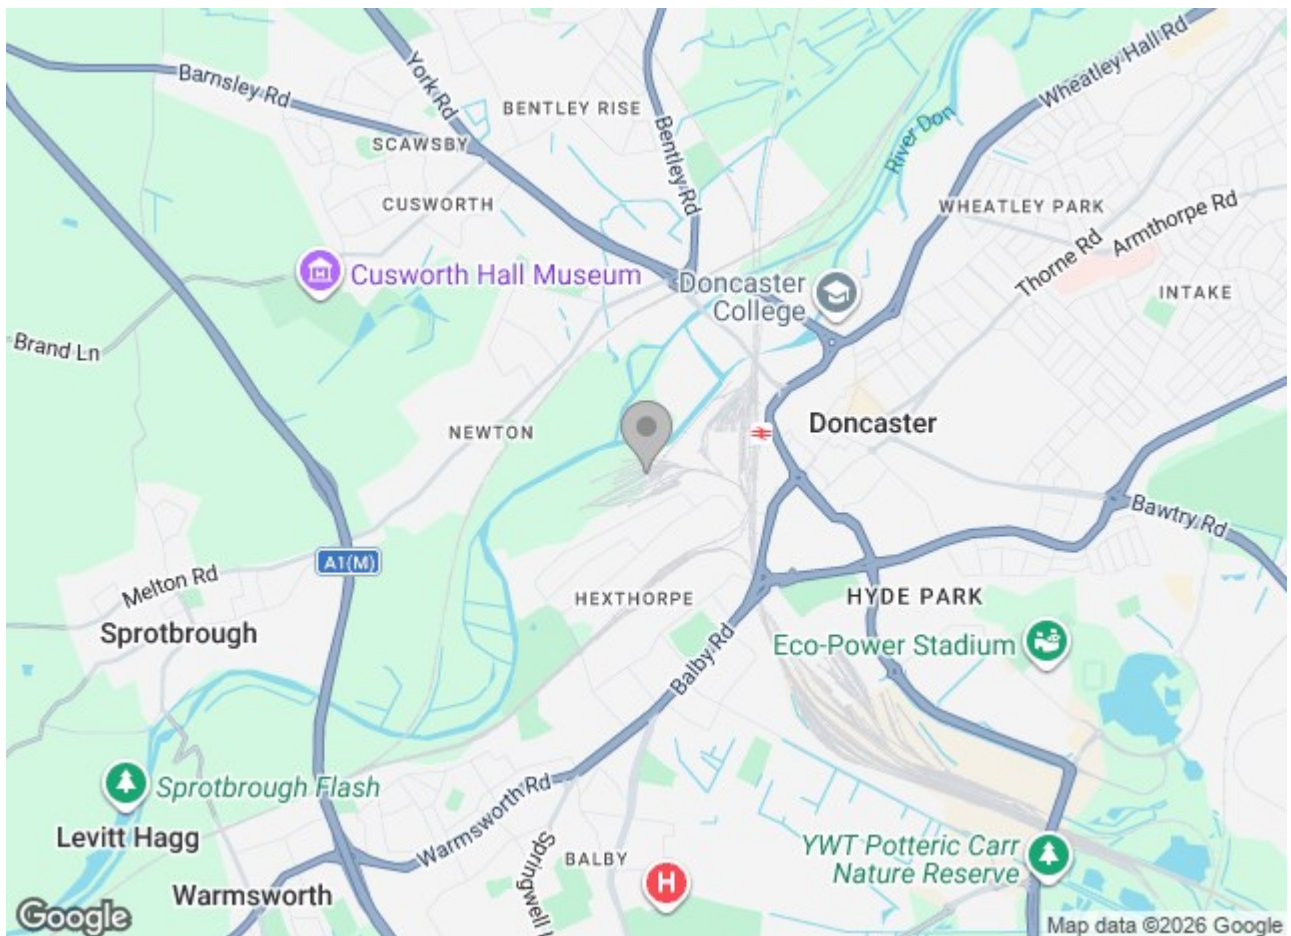 Barnsley Rd
York Rd
BENTLEY RISE
Bentley Rd
Wheatley Hall Rd
River Don
SCAWSBY
CUSWORTH
WHEATLEY PARK
Armthorpe Rd
Thorne Rd
Cusworth Hall Museum
Doncaster
College
INTAKE
Brand Ln
NEWTON
Doncaster
Bawtry Rd
A1(M)
Melton Rd
HEXTHORPE
HYDE PARK
Sprotbrough
Eco-Power Stadium
Balby Rd
Sprotbrough Flash
Levitt Hagg
Warmsworth Rd
Springwell
BALBY
H
YWT Potteric Carr
Nature Reserve
Warmsworth
Google
Map data ©2026 Google